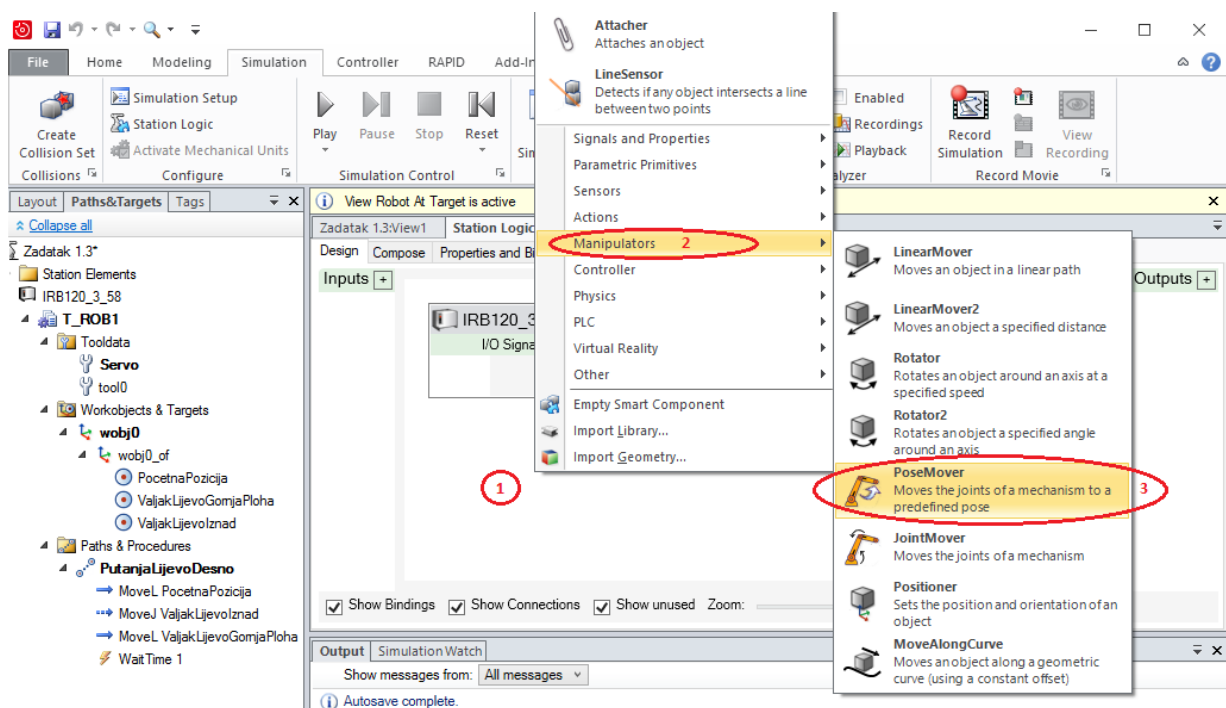 Attacher
Attaches an object
File Home Modeling Simulation Controller RAPID Add-In
LineSensor
Detects if any object intersects a line
between two points
Create
Collision Set
Simulation Setup
Station Logic
Activate Mechanical Units
Play Pause Stop Reset
Enabled
Recordings
Playback
Record
Simulation
View
Recording
Collisions Configure Simulation Control Record Movie
Signals and Properties
Parametric Primitives
Sensors
Actions
Manipulators 2
Controller
Physics
PLC
Virtual Reality
Other
Empty Smart Component
Import Library...
Import Geometry...
Layout Paths&Targets Tags
Collapse all
Zadatak 1.3*
Station Elements
IRB120_3_58
T_ROB1
Tooldata
Servo
tool0
Workobjects & Targets
wobj0
wobj0_of
PocetnaPozicija
ValjakLijevoGornjaPloha
ValjakLijevoIznad
Paths & Procedures
PutanjaLijevoDesno
MoveL PocetnaPozicija
MoveJ ValjakLijevoIznad
MoveL ValjakLijevoGornjaPloha
WaitTime 1
View Robot At Target is active
Zadatak 1.3:View1 Station Logic
Design Compose Properties and Bi
Inputs +
Outputs +
IRB120_3
I/O Signa
1
LinearMover
Moves an object in a linear path
LinearMover2
Moves an object a specified distance
Rotator
Rotates an object around an axis at a
specified speed
Rotator2
Rotates an object a specified angle
around an axis
PoseMover
Moves the joints of a mechanism to a
predefined pose
3
JointMover
Moves the joints of a mechanism
Positioner
Sets the position and orientation of an
object
MoveAlongCurve
Moves an object along a geometric
curve (using a constant offset)
Show Bindings Show Connections Show unused Zoom:
Output Simulation Watch
Show messages from: All messages
Autosave complete.